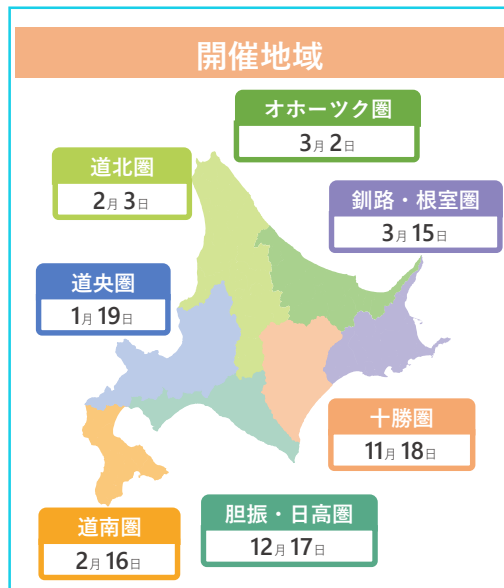 開催地域
オホーツク圏
3月 2日
道北圏
2月 3日
釧路・根室圏
3月 15日
道央圏
1月 19日
十勝圏
11月 18日
胆振・日高圏
12月 17日
道南圏
2月 16日